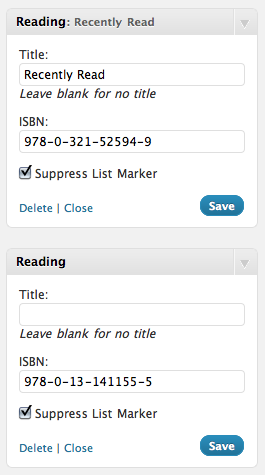 Reading: Recently Read
Title:
Recently Read
Leave blank for no title
ISBN:
978-0-321-52594-9
Suppress List Marker
Delete | Close Save
Reading
Title:
Leave blank for no title
ISBN:
978-0-13-141155-5
Suppress List Marker
Delete | Close Save